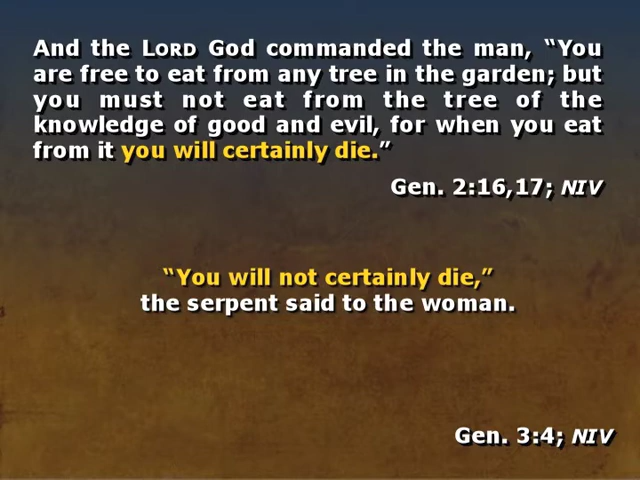 And the LORD God commanded the man, “You
are free to eat from any tree in the garden; but
you must not eat from the tree of the
knowledge of good and evil, for when you eat
from it you will certainly die.”
Gen. 2:16,17; NIV
“You will not certainly die,”
the serpent said to the woman.
Gen. 3:4; NIV